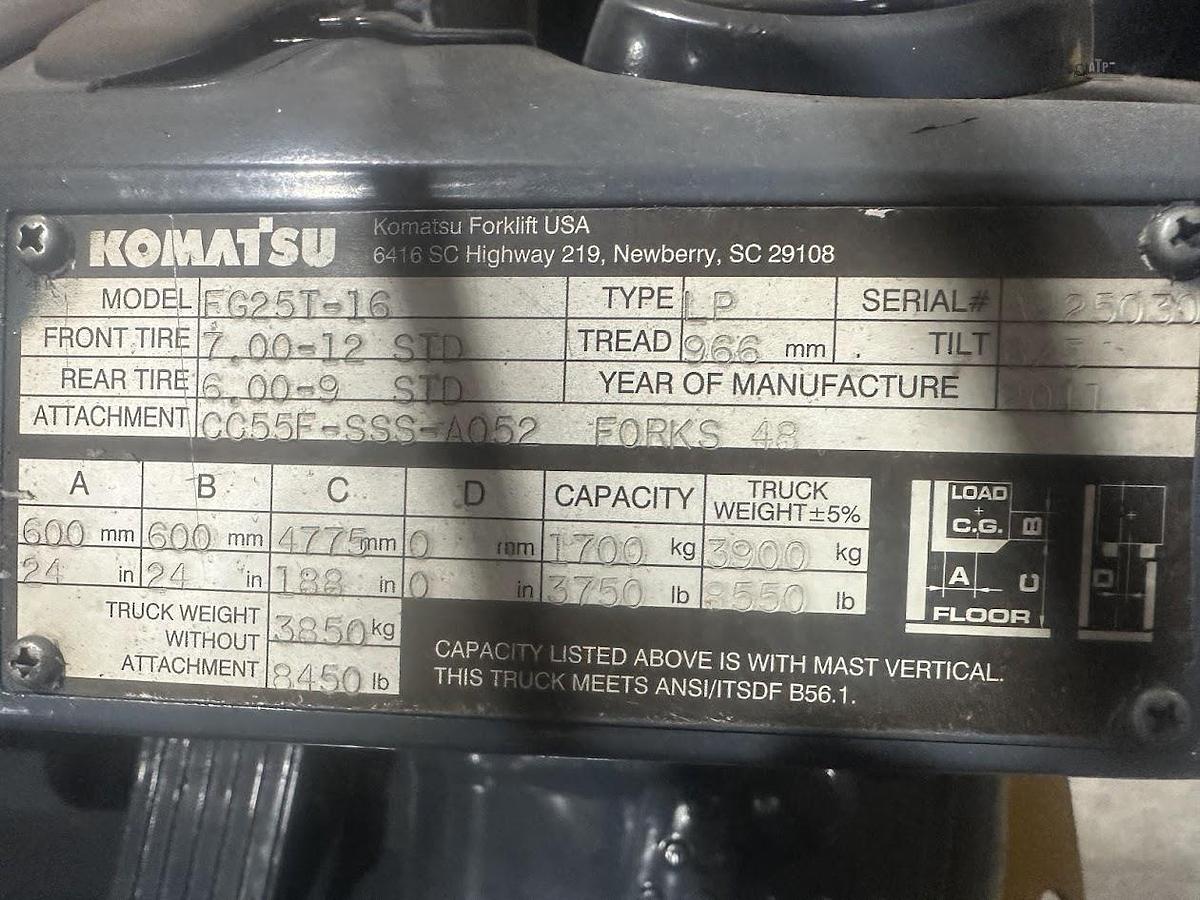 KOMATSU
Komatsu Forklift USA
6416 SC Highway 219, Newberry, SC 29108
MODEL FG25T-16 TYPE LP SERIAL#
FRONT TIRE 7.00-12 STD TREAD 966 mm TILT
REAR TIRE 6.00-9 STD YEAR OF MANUFACTURE 2011
ATTACHMENT CC55F-SSS-A052 FORKS 48
A B C D CAPACITY TRUCK WEIGHT±5%
600 mm 600 mm 4775mm 0 mm 1700 kg 3900 kg
24 in 24 in 188 in 0 in 3750 lb 8550 lb
TRUCK WEIGHT WITHOUT ATTACHMENT
3850kg
8450 lb
CAPACITY LISTED ABOVE IS WITH MAST VERTICAL.
THIS TRUCK MEETS ANSI/ITSDF B56.1.
LOAD
C.G.
B
A
C
D
FLOOR